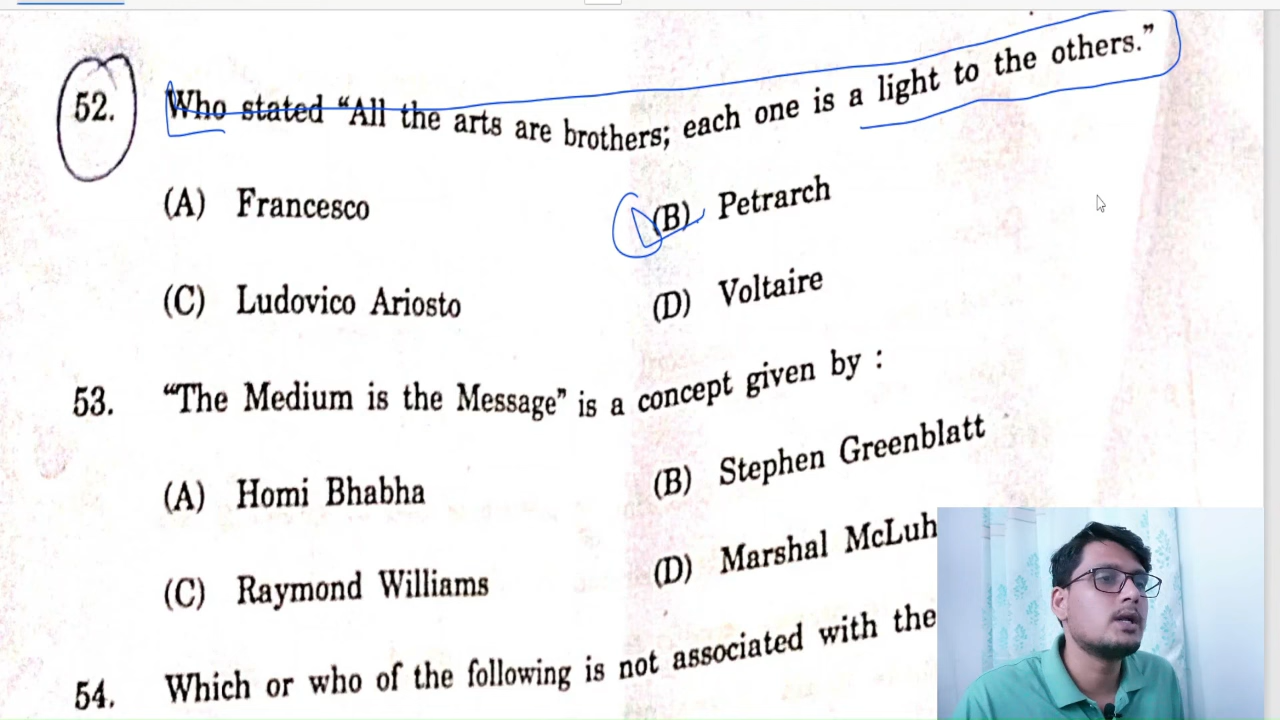 52. Who stated “All the arts are brothers; each one is a light to the others.”
(A) Francesco (B) Petrarch
(C) Ludovico Ariosto (D) Voltaire
53. “The Medium is the Message” is a concept given by :
(A) Homi Bhabha (B) Stephen Greenblatt
(C) Raymond Williams (D) Marshal McLuh
54. Which or who of the following is not associated with the